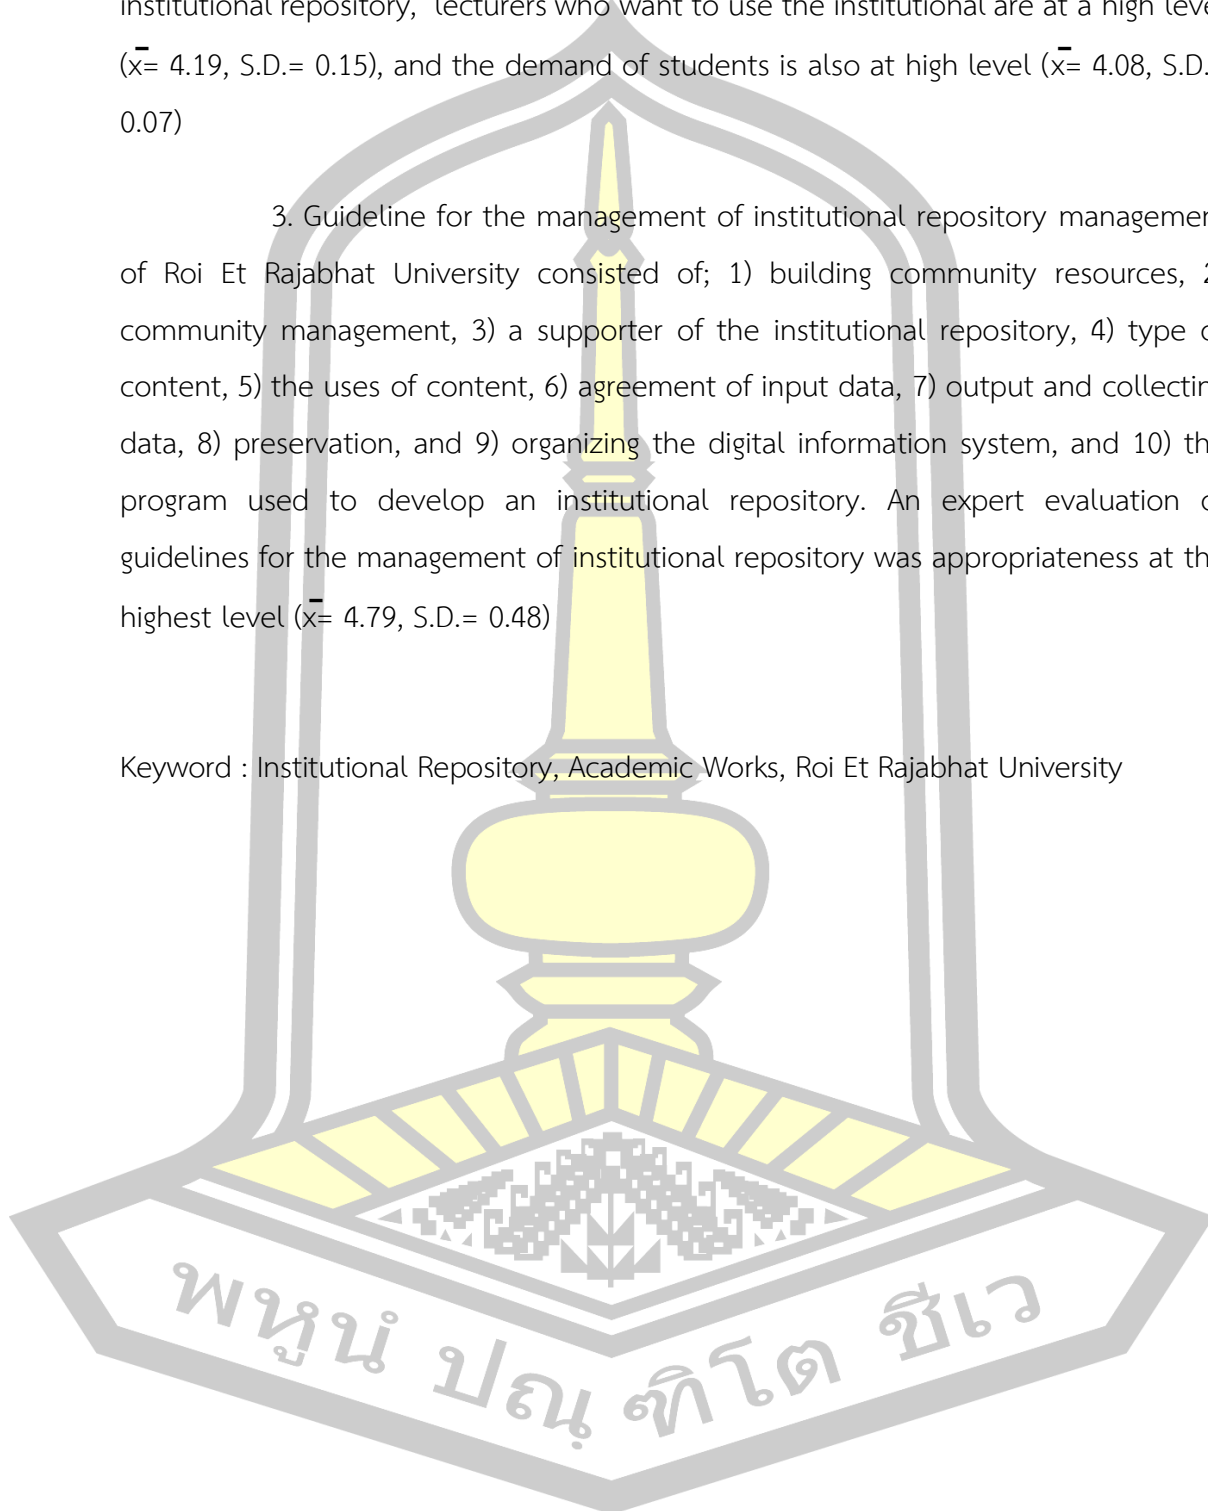 institutional repository, lecturers who want to use the institutional are at a high leve
(x̄= 4.19, S.D.= 0.15), and the demand of students is also at high level (x̄= 4.08, S.D.
0.07)
3. Guideline for the management of institutional repository managemen
of Roi Et Rajabhat University consisted of; 1) building community resources, 2
community management, 3) a supporter of the institutional repository, 4) type o
content, 5) the uses of content, 6) agreement of input data, 7) output and collectin
data, 8) preservation, and 9) organizing the digital information system, and 10) th
program used to develop an institutional repository. An expert evaluation o
guidelines for the management of institutional repository was appropriateness at th
highest level (x̄= 4.79, S.D.= 0.48)
Keyword : Institutional Repository, Academic Works, Roi Et Rajabhat University
พหูนํ ปณฺฑิโต ชีเว